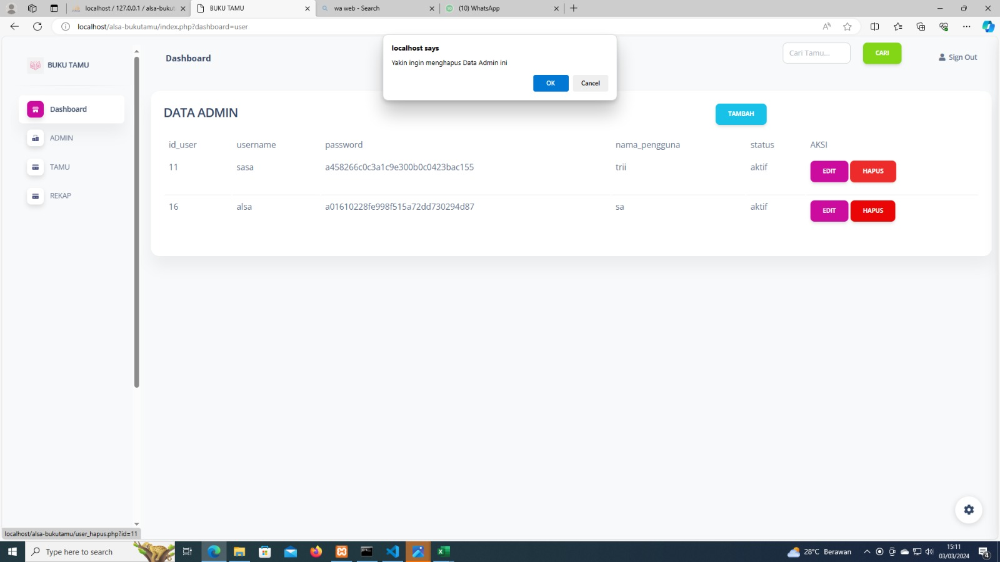 localhost / 127.0.0.1 / alsa-buku
BUKU TAMU
wa web - Search
(10) WhatsApp
localhost/alsa-bukutamu/index.php?dashboard=user
localhost says
Yakin ingin menghapus Data Admin ini
OK
Cancel
BUKU TAMU
Dashboard
Cari Tamu...
CARI
Sign Out
Dashboard
ADMIN
TAMU
REKAP
DATA ADMIN
TAMBAH
id_user username password nama_pengguna status AKSI
11 sasa a458266c0c3a1c9e300b0c0423bac155 trii aktif EDIT HAPUS
16 alsa a01610228fe998f515a72dd730294d87 sa aktif EDIT HAPUS
localhost/alsa-bukutamu/user_hapus.php?id=11
Type here to search
28°C Berawan
15:11
03/03/2024
4